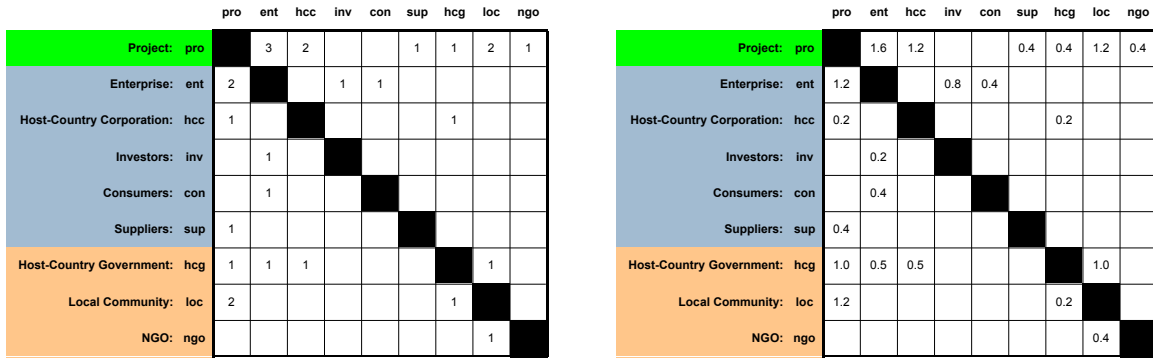 pro ent hcc inv con sup hcg loc ngo pro ent hcc inv con sup hcg loc ngo
Project: pro 3 2 1 1 2 1 Project: pro 1.6 1.2 0.4 0.4 1.2 0.4
Enterprise: ent 2 1 1 Enterprise: ent 1.2 0.8 0.4
Host-Country Corporation: hcc 1 1 Host-Country Corporation: hcc 0.2 0.2
Investors: inv 1 Investors: inv 0.2
Consumers: con 1 Consumers: con 0.4
Suppliers: sup 1 Suppliers: sup 0.4
Host-Country Government: hcg 1 1 1 1 Host-Country Government: hcg 1.0 0.5 0.5 1.0
Local Community: loc 2 1 Local Community: loc 1.2 0.2
NGO: ngo 1 NGO: ngo 0.4